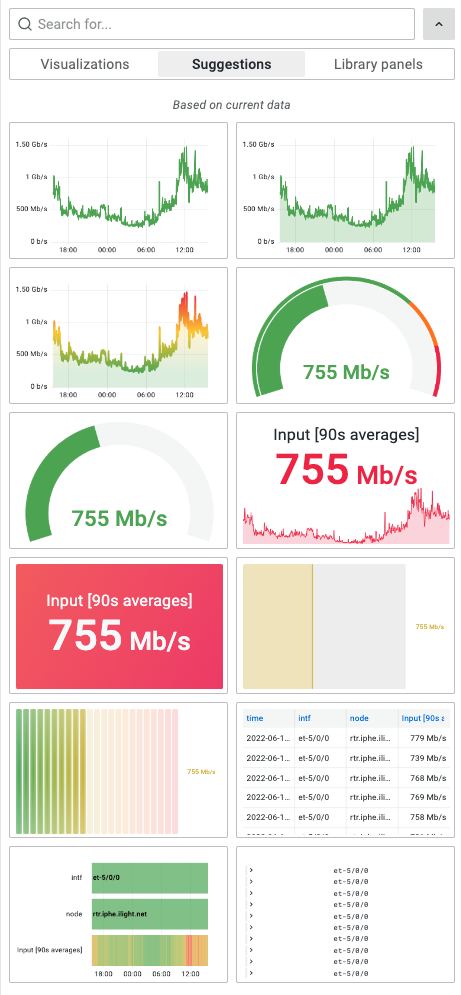 Search for...
Visualizations Suggestions Library panels
Based on current data
1.50 Gb/s
1 Gb/s
500 Mb/s
0 b/s
18:00 00:00 06:00 12:00
1.50 Gb/s
1 Gb/s
500 Mb/s
0 b/s
18:00 00:00 06:00 12:00
1.50 Gb/s
1 Gb/s
500 Mb/s
0 b/s
18:00 00:00 06:00 12:00
755 Mb/s
755 Mb/s
Input [90s averages]
755 Mb/s
Input [90s averages]
755 Mb/s
755 Mb/s
755 Mb/s
time intf node Input [90s a
2022-06-1... et-5/0/0 rtr.iphe.ili... 779 Mb/s
2022-06-1... et-5/0/0 rtr.iphe.ili... 739 Mb/s
2022-06-1... et-5/0/0 rtr.iphe.ili... 768 Mb/s
2022-06-1... et-5/0/0 rtr.iphe.ili... 769 Mb/s
2022-06-1... et-5/0/0 rtr.iphe.ili... 758 Mb/s
intf et-5/0/0
node rtr.iphe.ilight.net
Input [90s averages]
18:00 00:00 06:00 12:00
> et-5/0/0
> et-5/0/0
> et-5/0/0
> et-5/0/0
> et-5/0/0
> et-5/0/0
> et-5/0/0
> et-5/0/0
> et-5/0/0
> et-5/0/0